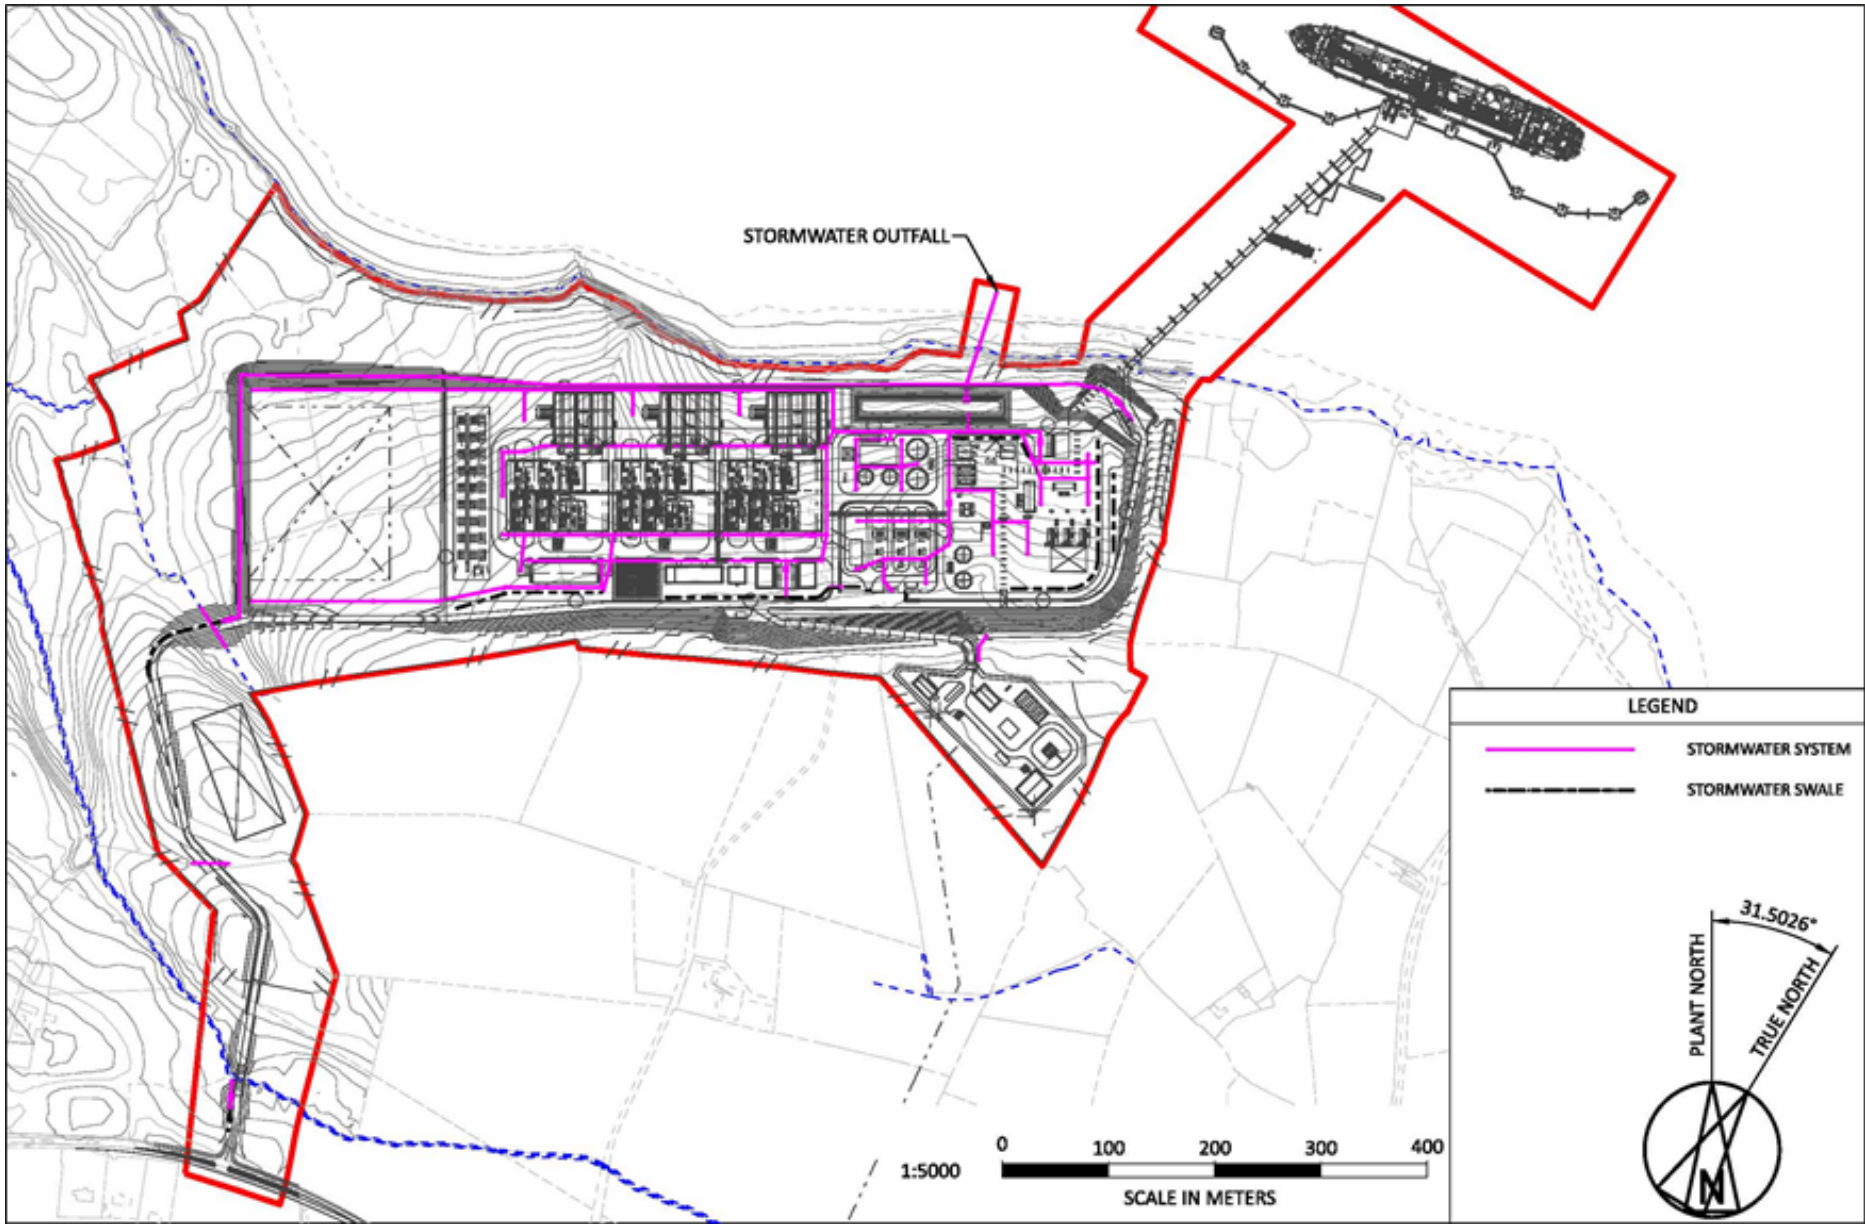 STORMWATER OUTFALL
LEGEND
STORMWATER SYSTEM
STORMWATER SWALE
31.5026°
PLANT NORTH
TRUE NORTH
N
0 100 200 300 400
1:5000
SCALE IN METERS